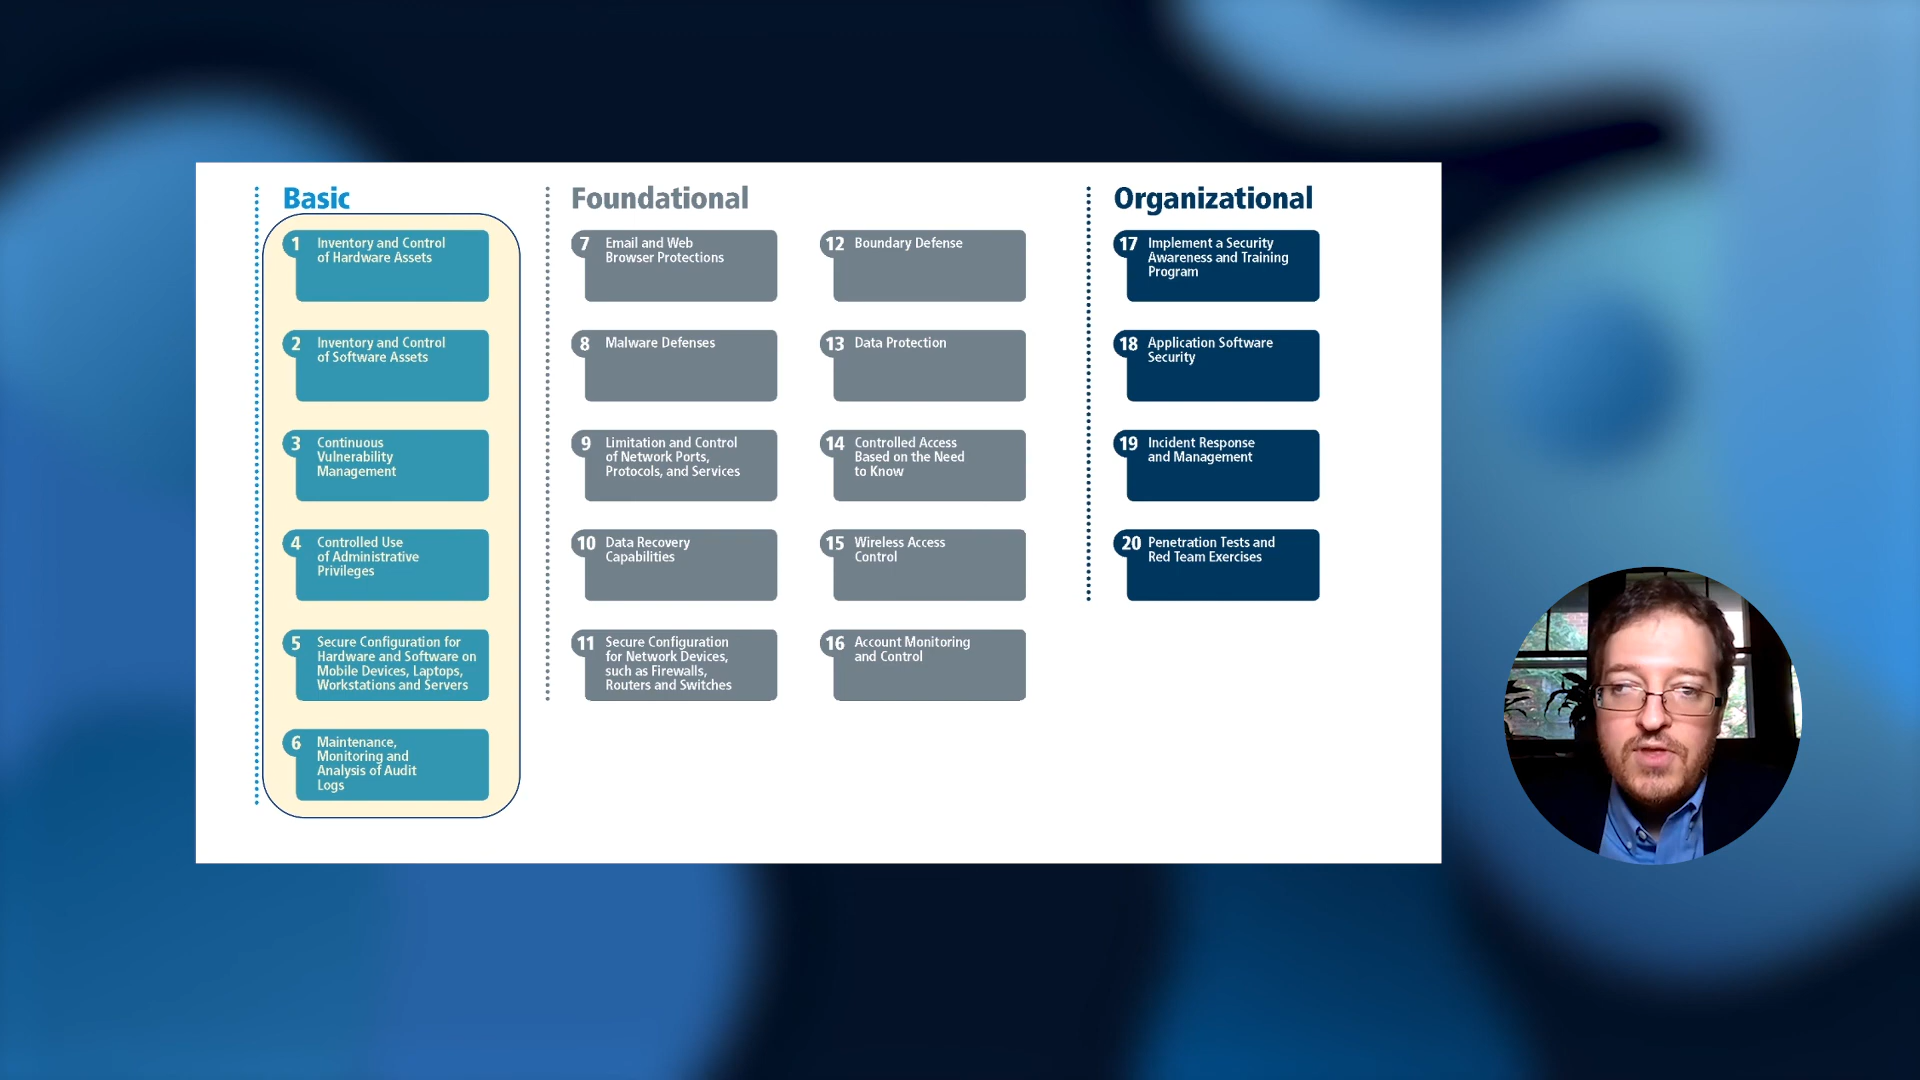 Basic
1 Inventory and Control
of Hardware Assets
2 Inventory and Control
of Software Assets
3 Continuous
Vulnerability
Management
4 Controlled Use
of Administrative
Privileges
5 Secure Configuration for
Hardware and Software on
Mobile Devices, Laptops,
Workstations and Servers
6 Maintenance,
Monitoring and
Analysis of Audit
Logs
Foundational
7 Email and Web
Browser Protections
8 Malware Defenses
9 Limitation and Control
of Network Ports,
Protocols, and Services
10 Data Recovery
Capabilities
11 Secure Configuration
for Network Devices,
such as Firewalls,
Routers and Switches
12 Boundary Defense
13 Data Protection
14 Controlled Access
Based on the Need
to Know
15 Wireless Access
Control
16 Account Monitoring
and Control
Organizational
17 Implement a Security
Awareness and Training
Program
18 Application Software
Security
19 Incident Response
and Management
20 Penetration Tests and
Red Team Exercises